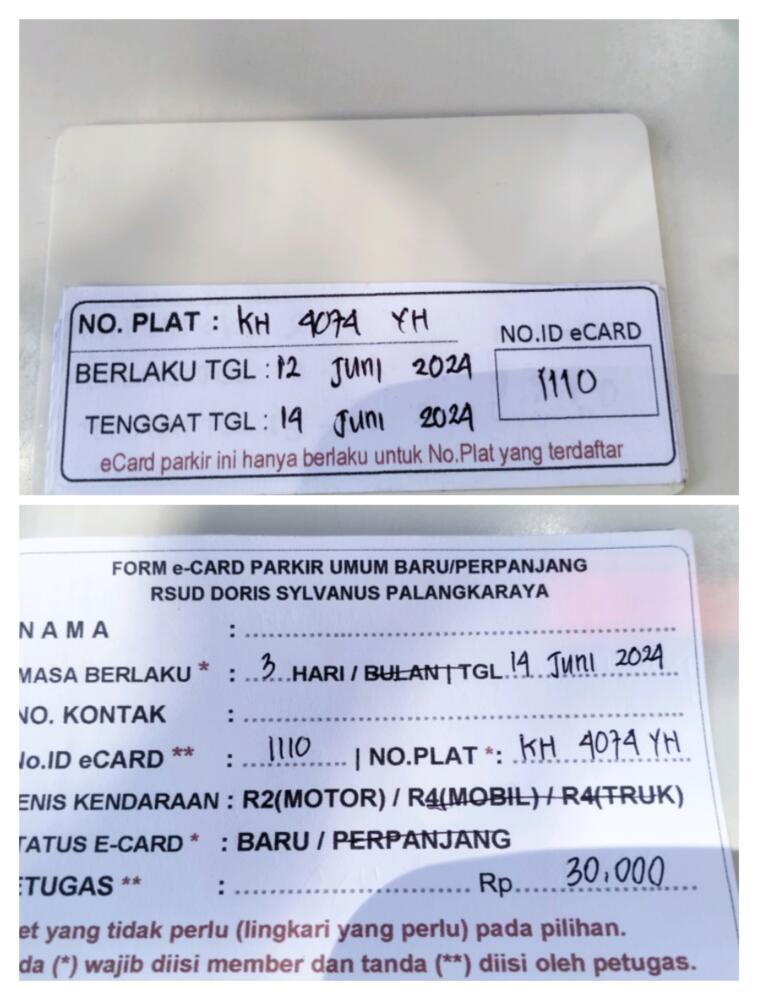 NO. PLAT : KH 4074 YH
NO.ID eCARD
BERLAKU TGL : 12 JUNI 2024
1110
TENGGAT TGL : 14 JUNI 2024
eCard parkir ini hanya berlaku untuk No.Plat yang terdaftar
FORM e-CARD PARKIR UMUM BARU/PERPANJANG
RSUD DORIS SYLVANUS PALANGKARAYA
NAMA : ........................................
MASA BERLAKU * : ..3.. HARI / BULAN | TGL 14 JUNI 2024
NO. KONTAK : ........................................
No.ID eCARD ** : ..1110...... | NO.PLAT *: KH 4074 YH
ENIS KENDARAAN : R2(MOTOR) / R4(MOBIL) / R4(TRUK)
TATUS E-CARD * : BARU / PERPANJANG
ETUGAS ** : .............................. Rp.....30.000....
et yang tidak perlu (lingkari yang perlu) pada pilihan.
da (*) wajib diisi member dan tanda (**) diisi oleh petugas.